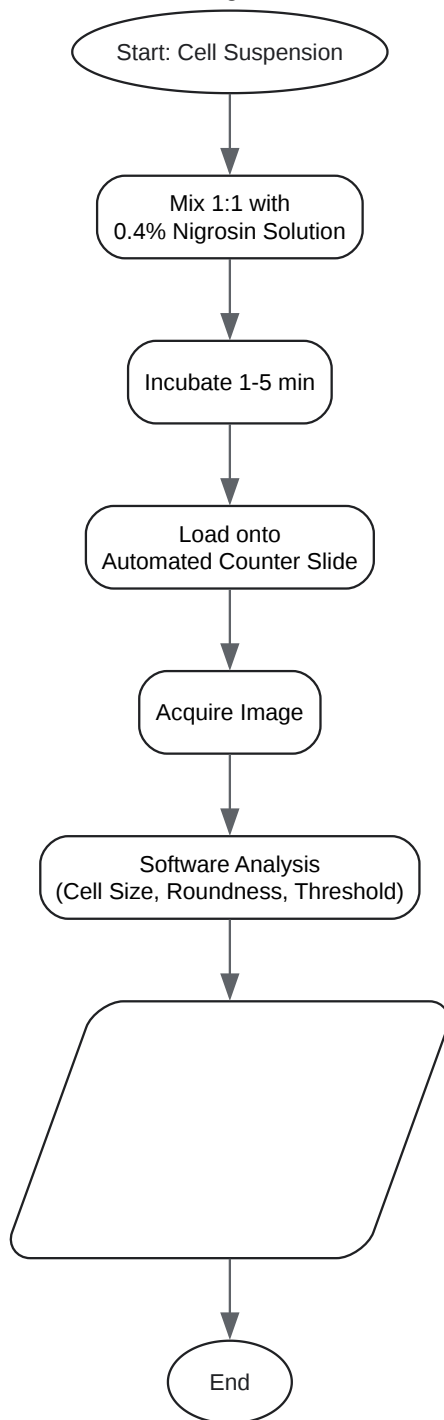 Start: Cell Suspension
Mix 1:1 with
0.4% Nigrosin Solution
Incubate 1-5 min
Load onto
Automated Counter Slide
Acquire Image
Software Analysis
(Cell Size, Roundness, Threshold)
End